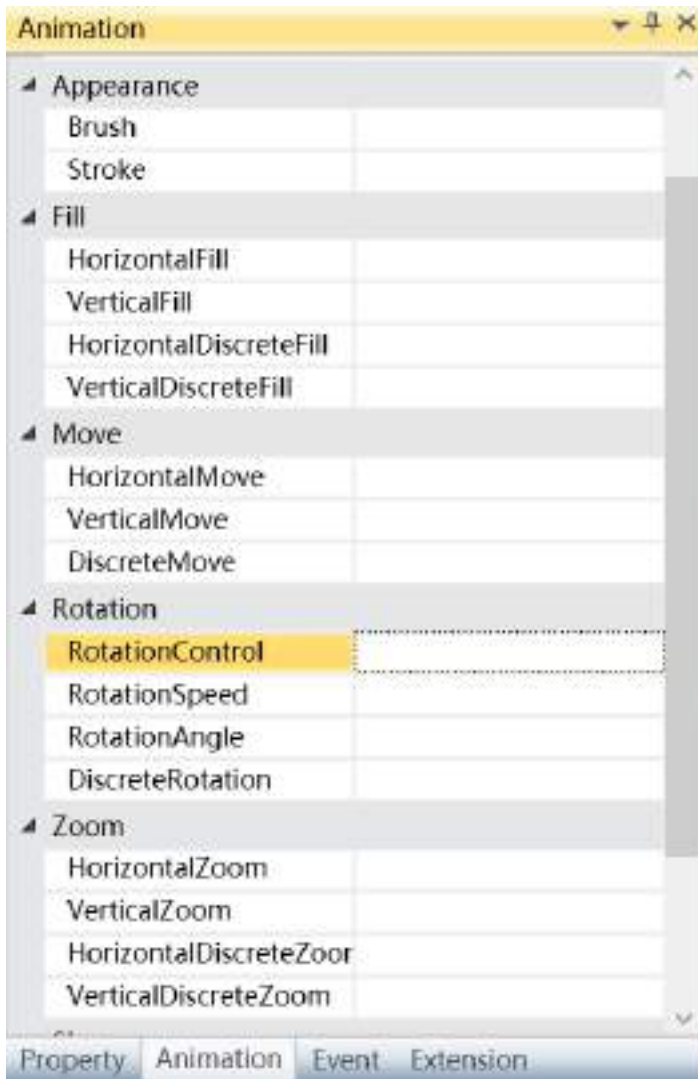 Animation
Appearance
Brush
Stroke
Fill
HorizontalFill
VerticalFill
HorizontalDiscreteFill
VerticalDiscreteFill
Move
HorizontalMove
VerticalMove
DiscreteMove
Rotation
RotationControl
RotationSpeed
RotationAngle
DiscreteRotation
Zoom
HorizontalZoom
VerticalZoom
HorizontalDiscreteZoor
VerticalDiscreteZoom
Property Animation Event Extension